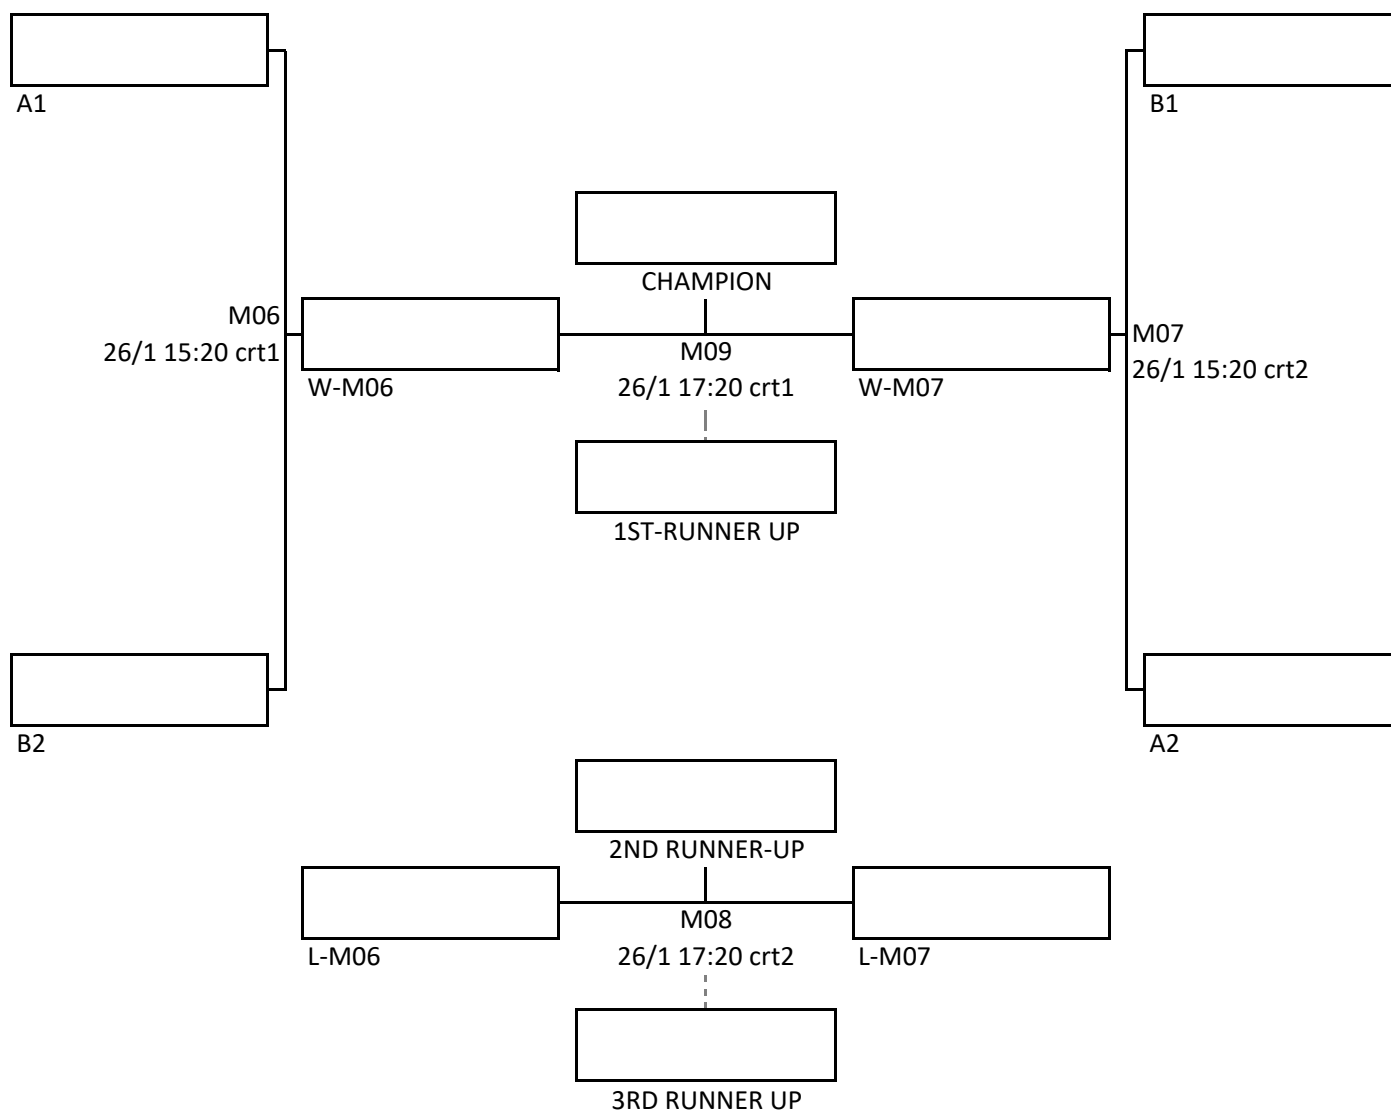 A1
B1
CHAMPION
M06
26/1 15:20 crt1
M09
26/1 17:20 crt1
M07
26/1 15:20 crt2
W-M06
W-M07
1ST-RUNNER UP
B2
A2
2ND RUNNER-UP
M08
26/1 17:20 crt2
L-M06
L-M07
3RD RUNNER UP